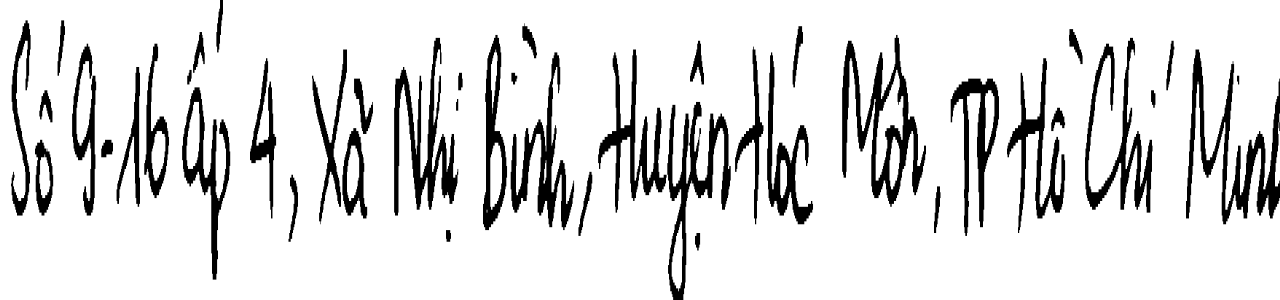 Số 9-16 ấp 4, Xã Nhị Bình, Huyện Hóc Môn, TP Hồ Chí Minh